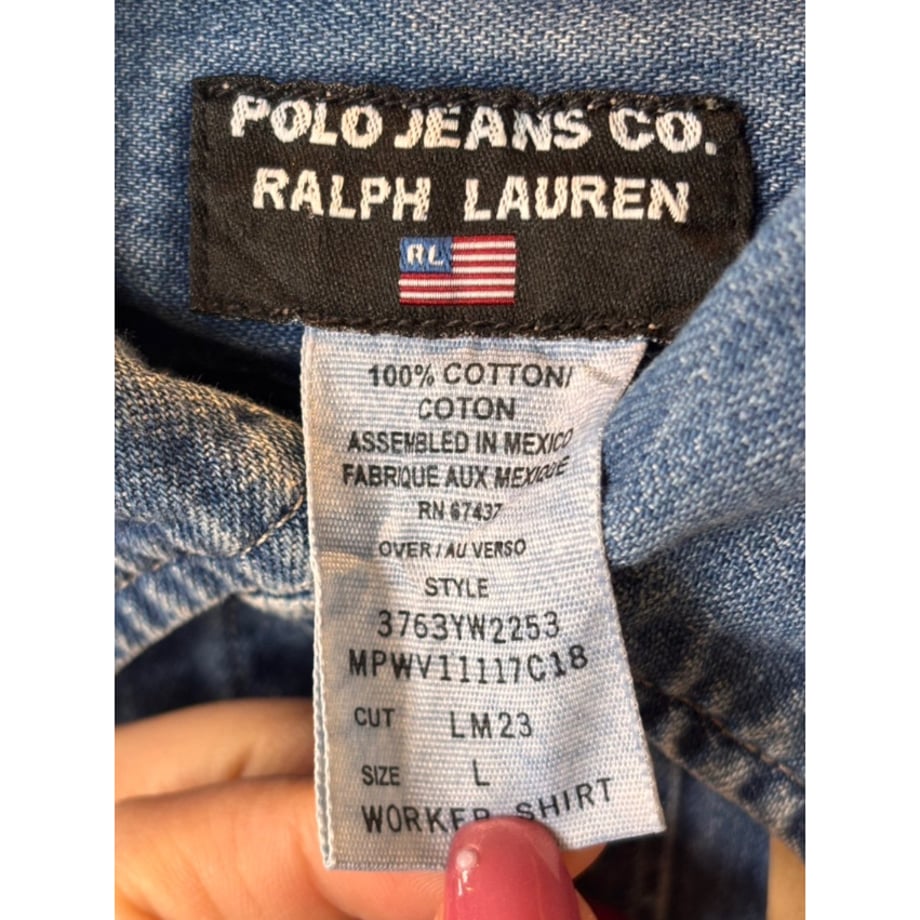 POLO JEANS CO.
RALPH LAUREN
RL
100% COTTON/
COTON
ASSEMBLED IN MEXICO
FABRIQUE AUX MEXIQUE
RN 67437
OVER / AU VERSO
STYLE
3763YW2253
MPWV11117C18
CUT LM23
SIZE L
WORKER SHIRT